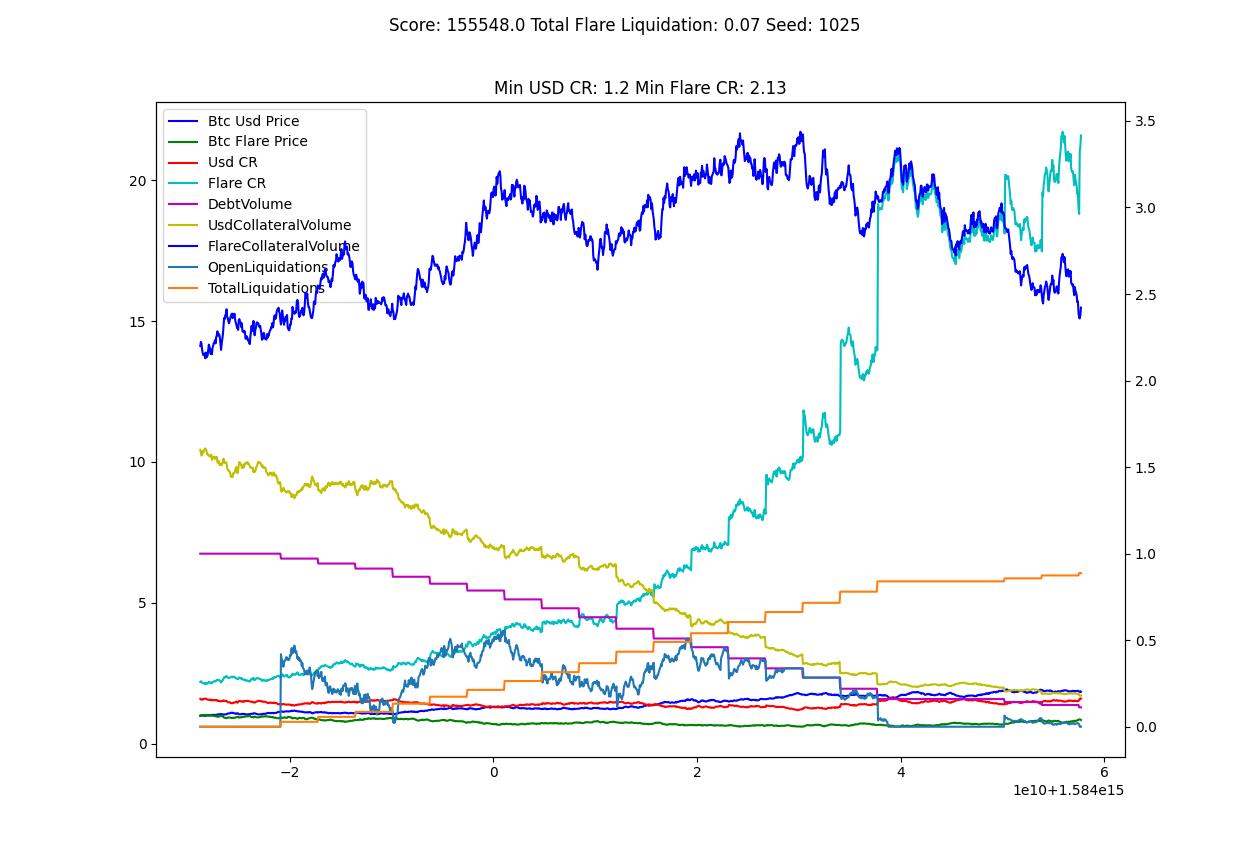 Score: 155548.0 Total Flare Liquidation: 0.07 Seed: 1025
Min USD CR: 1.2 Min Flare CR: 2.13
Btc Usd Price
Btc Flare Price
Usd CR
Flare CR
DebtVolume
UsdCollateralVolume
FlareCollateralVolume
OpenLiquidations
TotalLiquidations
20
15
10
5
0
3.5
3.0
2.5
2.0
1.5
1.0
0.5
0.0
−2 0 2 4 6
1e10+1.584e15